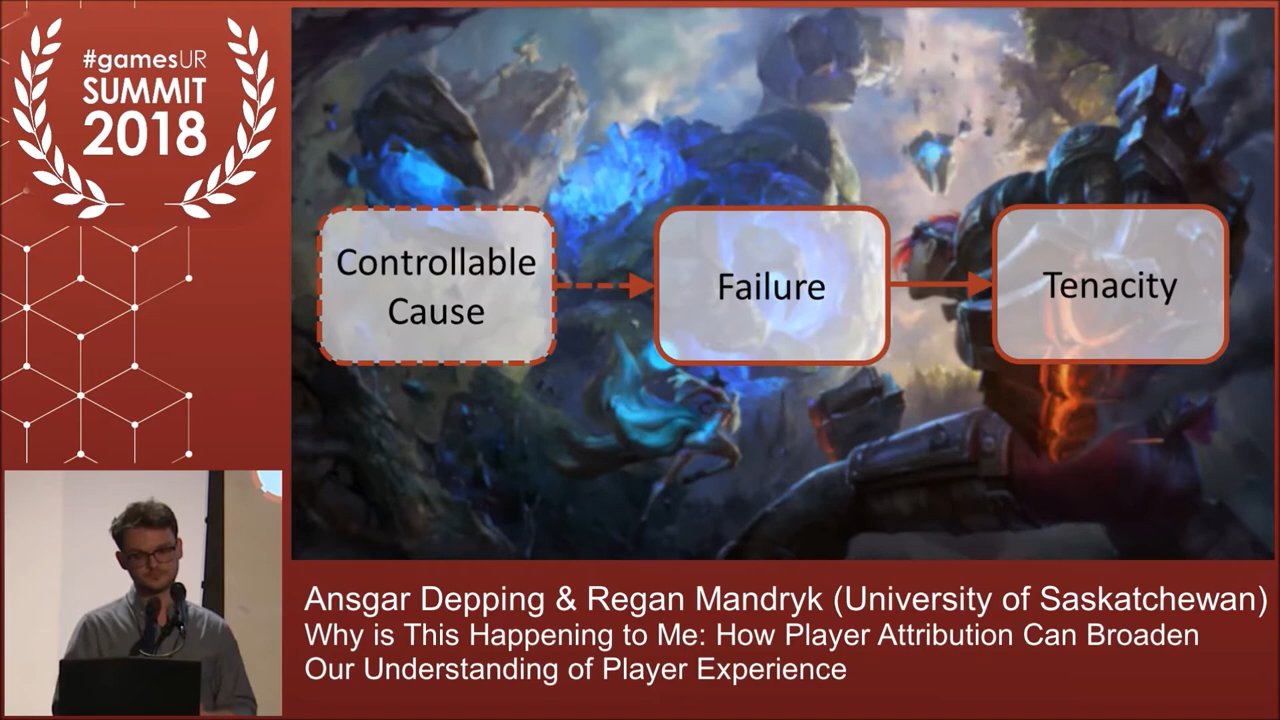 #gamesUR
SUMMIT
2018
Controllable
Cause
Failure
Tenacity
Ansgar Depping & Regan Mandryk (University of Saskatchewan)
Why is This Happening to Me: How Player Attribution Can Broaden
Our Understanding of Player Experience